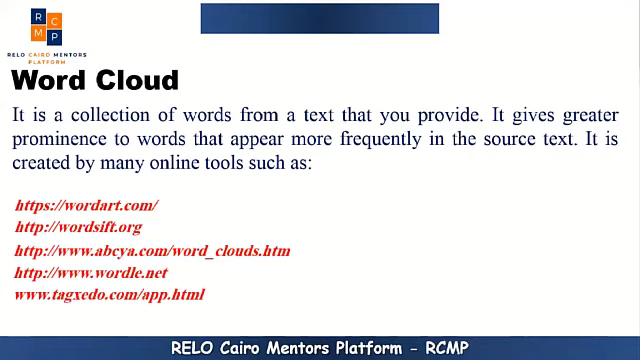 R C
M P
RELO CAIRO MENTORS
PLATFORM
Word Cloud
It is a collection of words from a text that you provide. It gives greater
prominence to words that appear more frequently in the source text. It is
created by many online tools such as:
https://wordart.com/
http://wordsift.org
http://www.abcya.com/word_clouds.htm
http://www.wordle.net
www.tagxedo.com/app.html
RELO Cairo Mentors Platform - RCMP